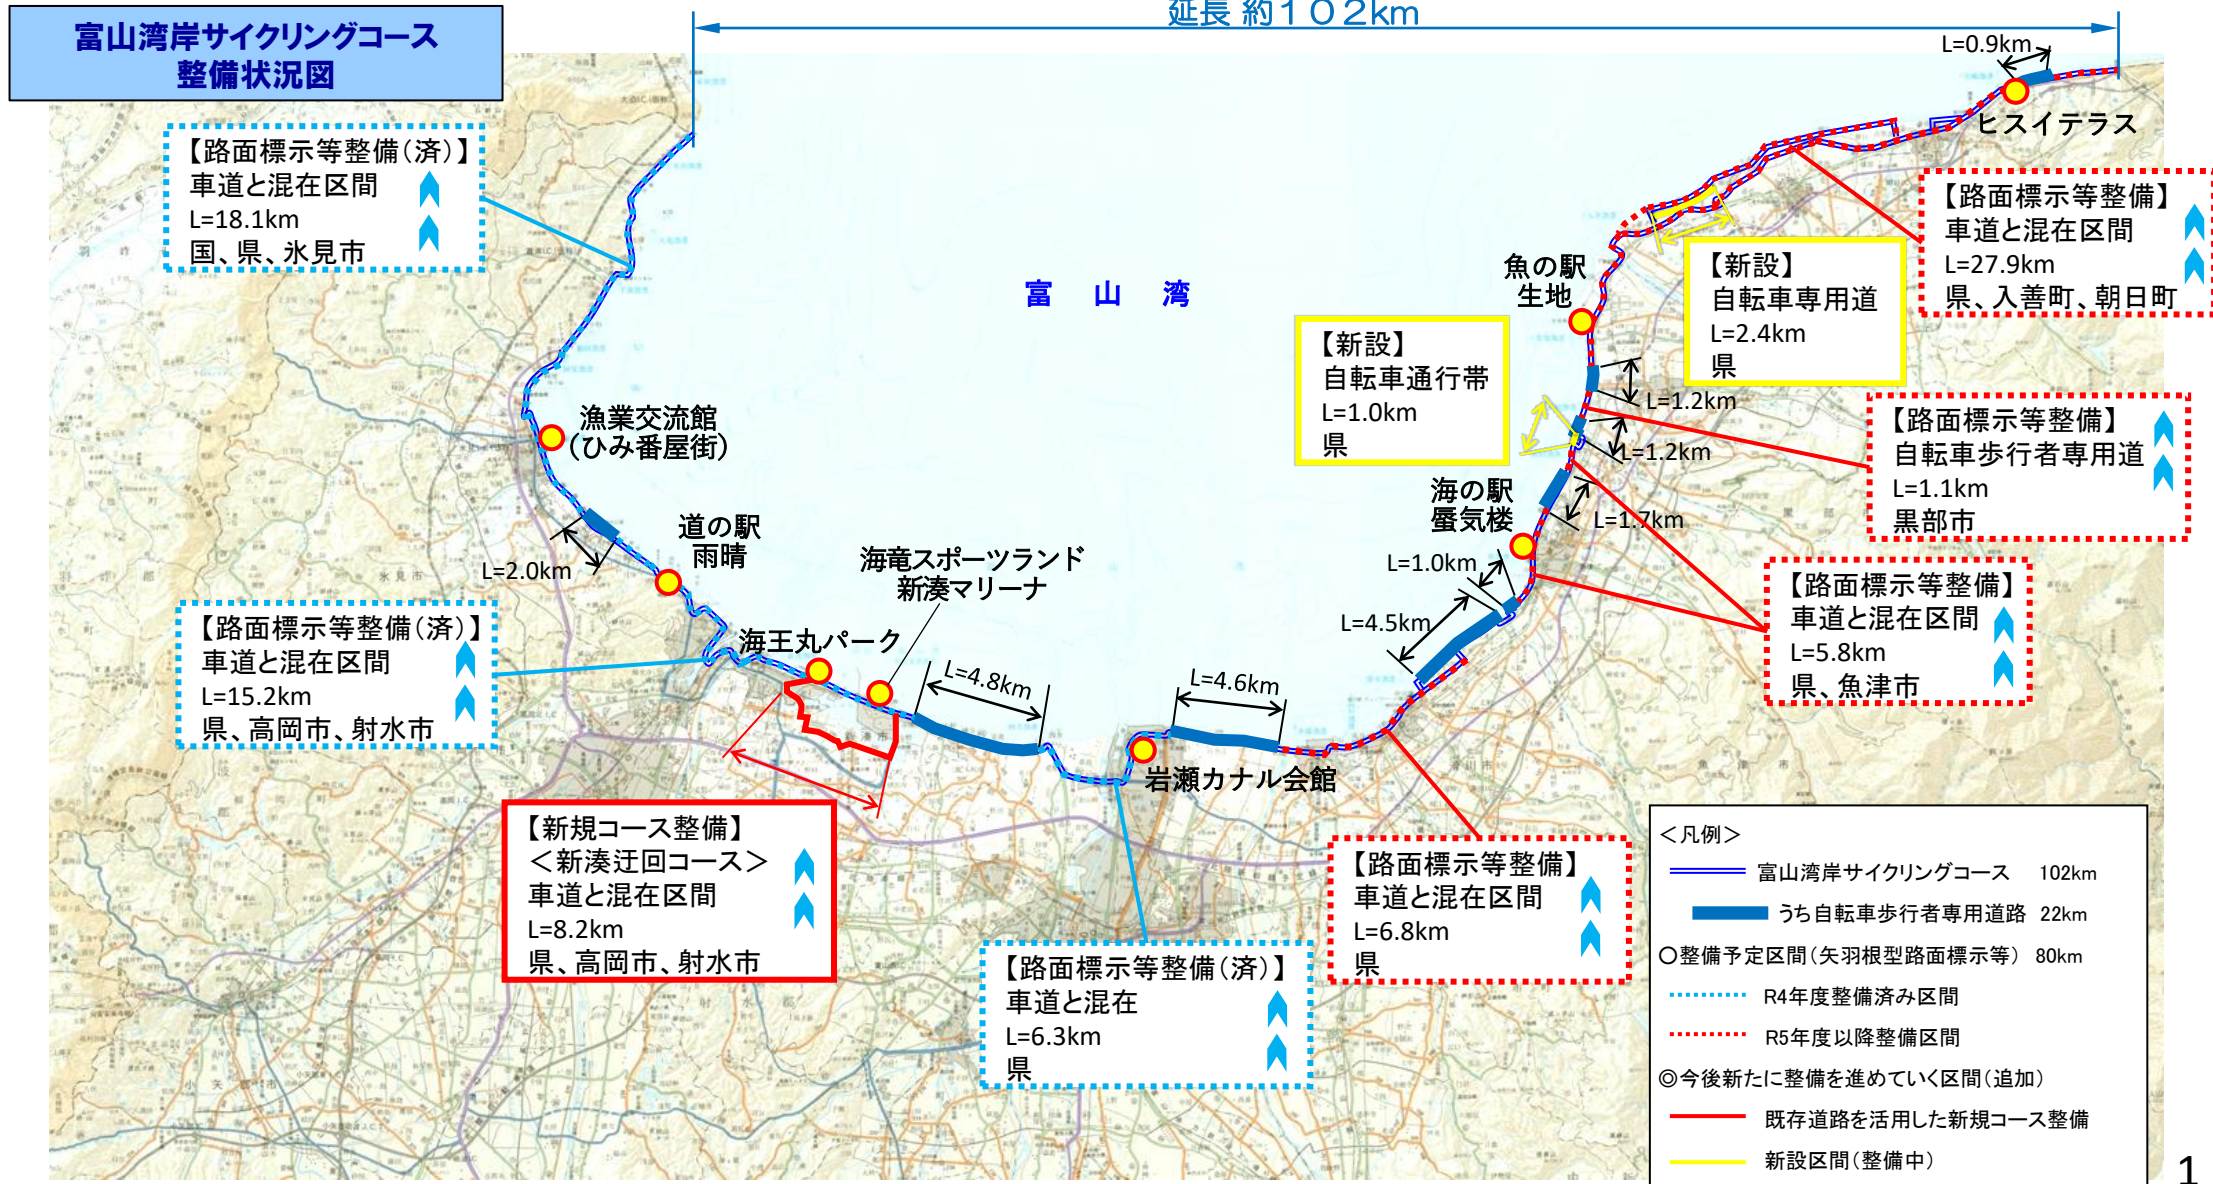 富山湾岸サイクリングコース
整備状況図
延長 約102km
L=0.9km
ヒスイテラス
【路面標示等整備(済)】
車道と混在区間
L=18.1km
国、県、氷見市
【路面標示等整備】
車道と混在区間
L=27.9km
県、入善町、朝日町
【新設】
自転車専用道
L=2.4km
県
魚の駅
生地
富 山 湾
【新設】
自転車通行帯
L=1.0km
県
L=1.2km
L=1.2km
【路面標示等整備】
自転車歩行者専用道
L=1.1km
黒部市
漁業交流館
(ひみ番屋街)
海の駅
蜃気楼
L=1.7km
道の駅
雨晴
L=2.0km
海竜スポーツランド
新湊マリーナ
L=1.0km
L=4.5km
【路面標示等整備】
車道と混在区間
L=5.8km
県、魚津市
【路面標示等整備(済)】
車道と混在区間
L=15.2km
県、高岡市、射水市
海王丸パーク
L=4.8km
L=4.6km
岩瀬カナル会館
【新規コース整備】
<新湊迂回コース>
車道と混在区間
L=8.2km
県、高岡市、射水市
【路面標示等整備】
車道と混在区間
L=6.8km
県
【路面標示等整備(済)】
車道と混在
L=6.3km
県
<凡例>
富山湾岸サイクリングコース 102km
うち自転車歩行者専用道路 22km
○整備予定区間(矢羽根型路面標示等) 80km
R4年度整備済み区間
R5年度以降整備区間
◎今後新たに整備を進めていく区間(追加)
既存道路を活用した新規コース整備
新設区間(整備中)
1